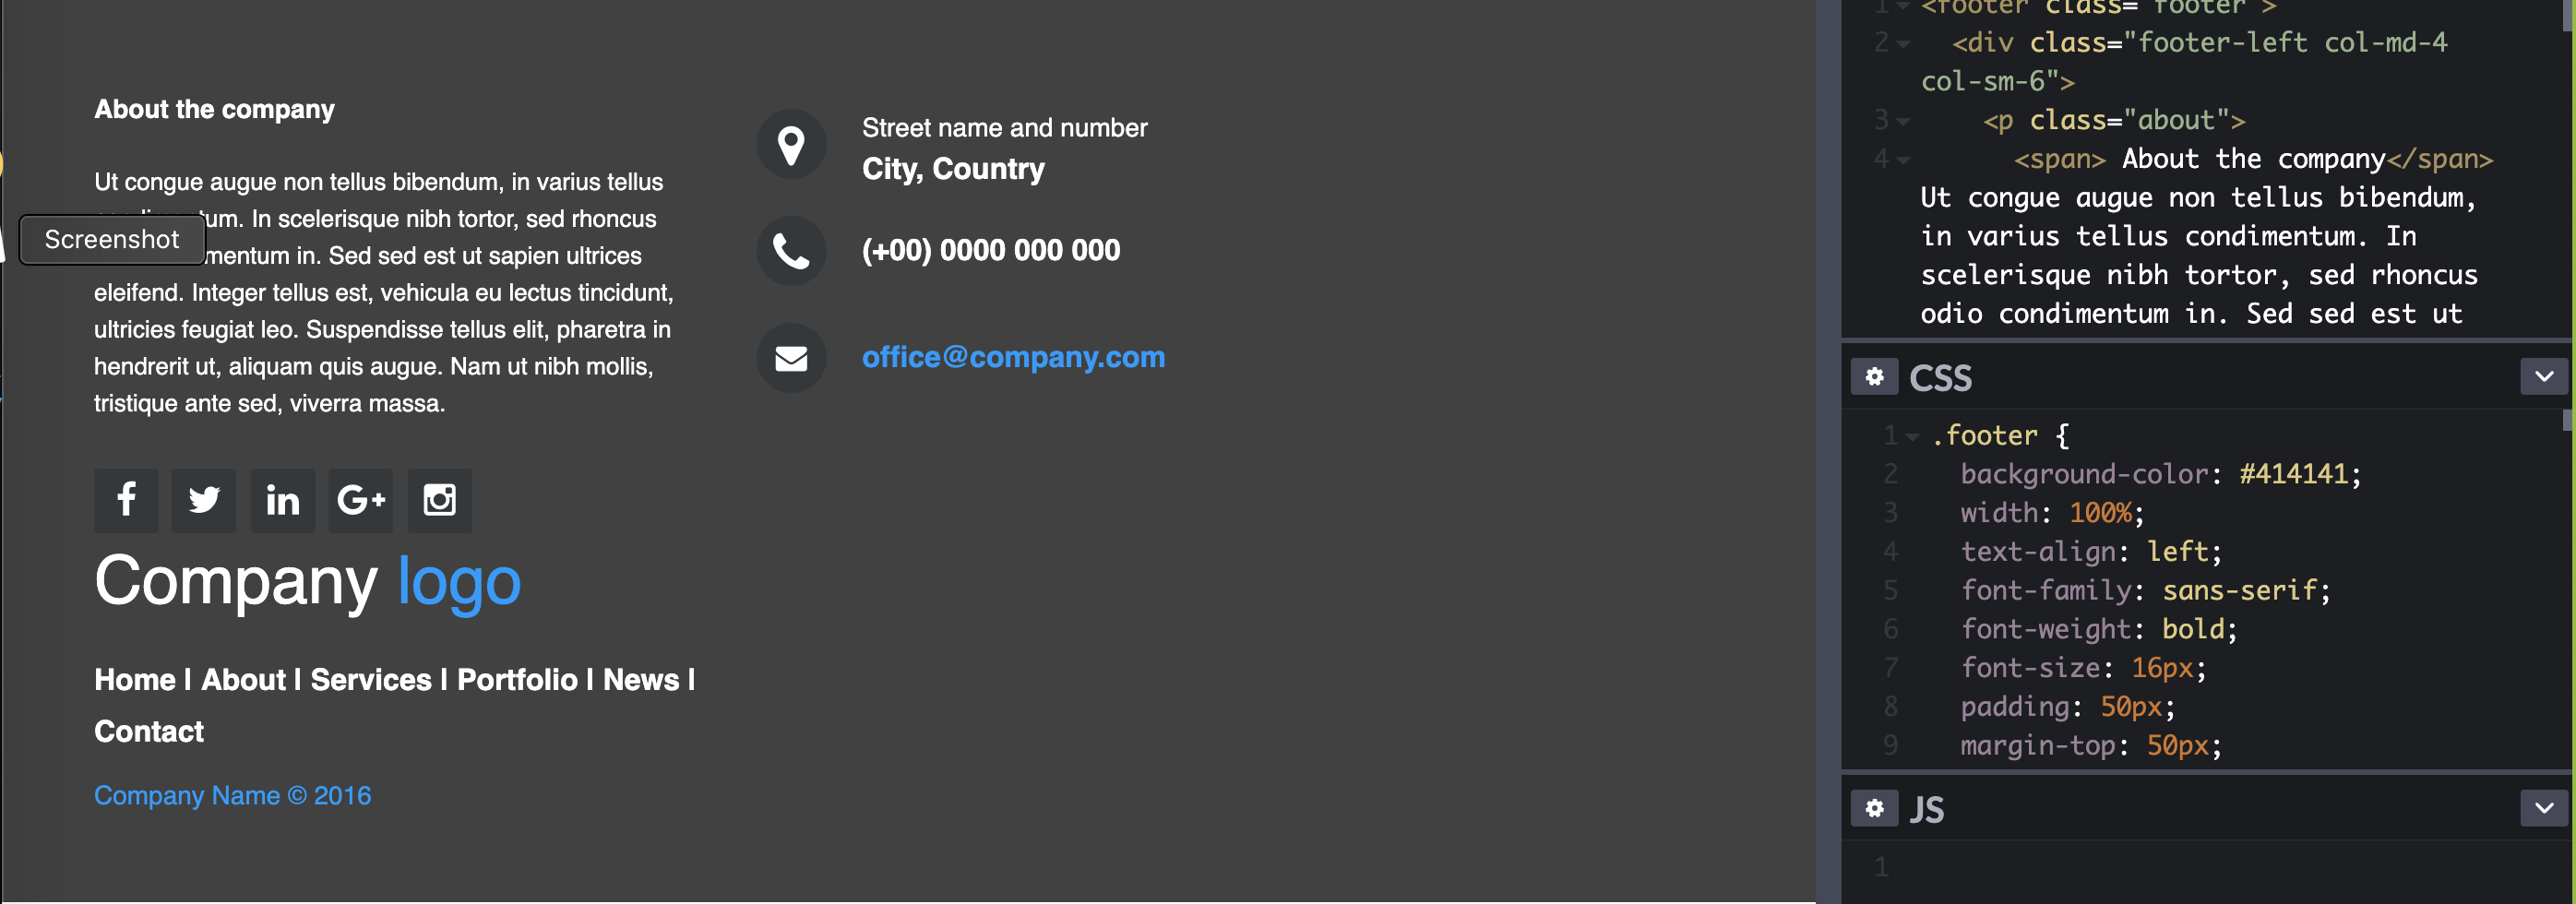 About the company
Ut congue augue non tellus bibendum, in varius tellus
tum. In scelerisque nibh tortor, sed rhoncus
Screenshot
mentum in. Sed sed est ut sapien ultrices
eleifend. Integer tellus est, vehicula eu lectus tincidunt,
ultricies feugiat leo. Suspendisse tellus elit, pharetra in
hendrerit ut, aliquam quis augue. Nam ut nibh mollis,
tristique ante sed, viverra massa.
f
in
G+
Company logo
Home | About | Services | Portfolio | News |
Contact
Company Name © 2016
Street name and number
City, Country
(+00) 0000 000 000
office@company.com
1 <footer class="footer">
2 <div class="footer-left col-md-4
col-sm-6">
3 <p class="about">
4 <span> About the company</span>
Ut congue augue non tellus bibendum,
in varius tellus condimentum. In
scelerisque nibh tortor, sed rhoncus
odio condimentum in. Sed sed est ut
CSS
1 .footer {
2 background-color: #414141;
3 width: 100%;
4 text-align: left;
5 font-family: sans-serif;
6 font-weight: bold;
7 font-size: 16px;
8 padding: 50px;
9 margin-top: 50px;
JS
1